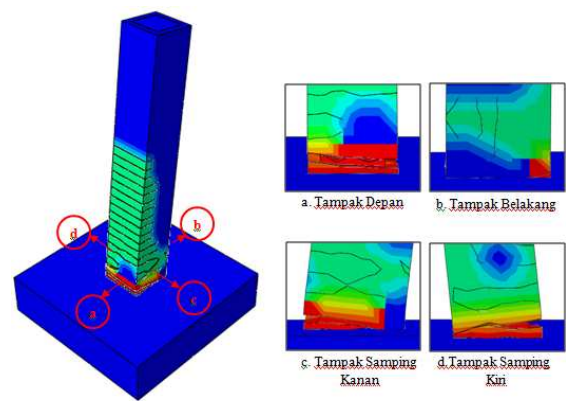 d
b
a
c
a. Tampak Depan
b. Tampak Belakang
c. Tampak Samping
Kanan
d.Tampak Samping
Kiri